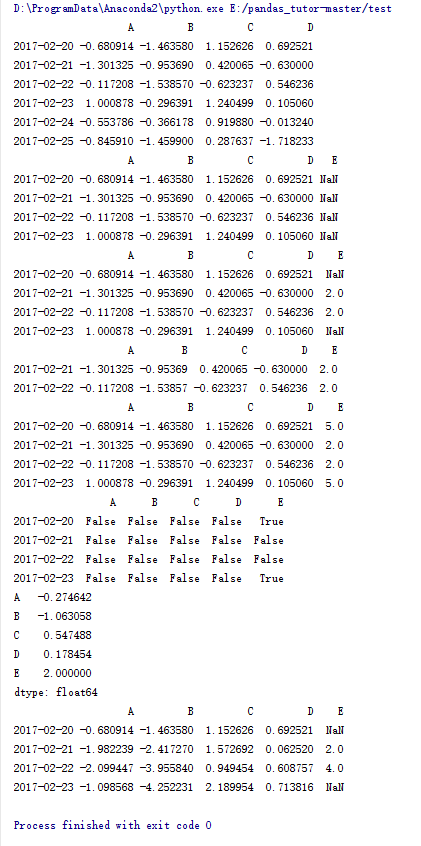 D:\ProgramData\Anaconda2\python.exe E:/pandas_tutor-master/test
A B C D
2017-02-20 -0.680914 -1.463580 1.152626 0.692521
2017-02-21 -1.301325 -0.953690 0.420065 -0.630000
2017-02-22 -0.117208 -1.538570 -0.623237 0.546236
2017-02-23 1.000878 -0.296391 1.240499 0.105060
2017-02-24 -0.553786 -0.366178 0.919880 -0.013240
2017-02-25 -0.845910 -1.459900 0.287637 -1.718233
A B C D E
2017-02-20 -0.680914 -1.463580 1.152626 0.692521 NaN
2017-02-21 -1.301325 -0.953690 0.420065 -0.630000 NaN
2017-02-22 -0.117208 -1.538570 -0.623237 0.546236 NaN
2017-02-23 1.000878 -0.296391 1.240499 0.105060 NaN
A B C D E
2017-02-20 -0.680914 -1.463580 1.152626 0.692521 NaN
2017-02-21 -1.301325 -0.953690 0.420065 -0.630000 2.0
2017-02-22 -0.117208 -1.538570 -0.623237 0.546236 2.0
2017-02-23 1.000878 -0.296391 1.240499 0.105060 NaN
A B C D E
2017-02-21 -1.301325 -0.95369 0.420065 -0.630000 2.0
2017-02-22 -0.117208 -1.53857 -0.623237 0.546236 2.0
A B C D E
2017-02-20 -0.680914 -1.463580 1.152626 0.692521 5.0
2017-02-21 -1.301325 -0.953690 0.420065 -0.630000 2.0
2017-02-22 -0.117208 -1.538570 -0.623237 0.546236 2.0
2017-02-23 1.000878 -0.296391 1.240499 0.105060 5.0
A B C D E
2017-02-20 False False False False True
2017-02-21 False False False False False
2017-02-22 False False False False False
2017-02-23 False False False False True
A -0.274642
B -1.063058
C 0.547488
D 0.178454
E 2.000000
dtype: float64
A B C D E
2017-02-20 -0.680914 -1.463580 1.152626 0.692521 NaN
2017-02-21 -1.982239 -2.417270 1.572692 0.062520 2.0
2017-02-22 -2.099447 -3.955840 0.949454 0.608757 4.0
2017-02-23 -1.098568 -4.252231 2.189954 0.713816 NaN
Process finished with exit code 0